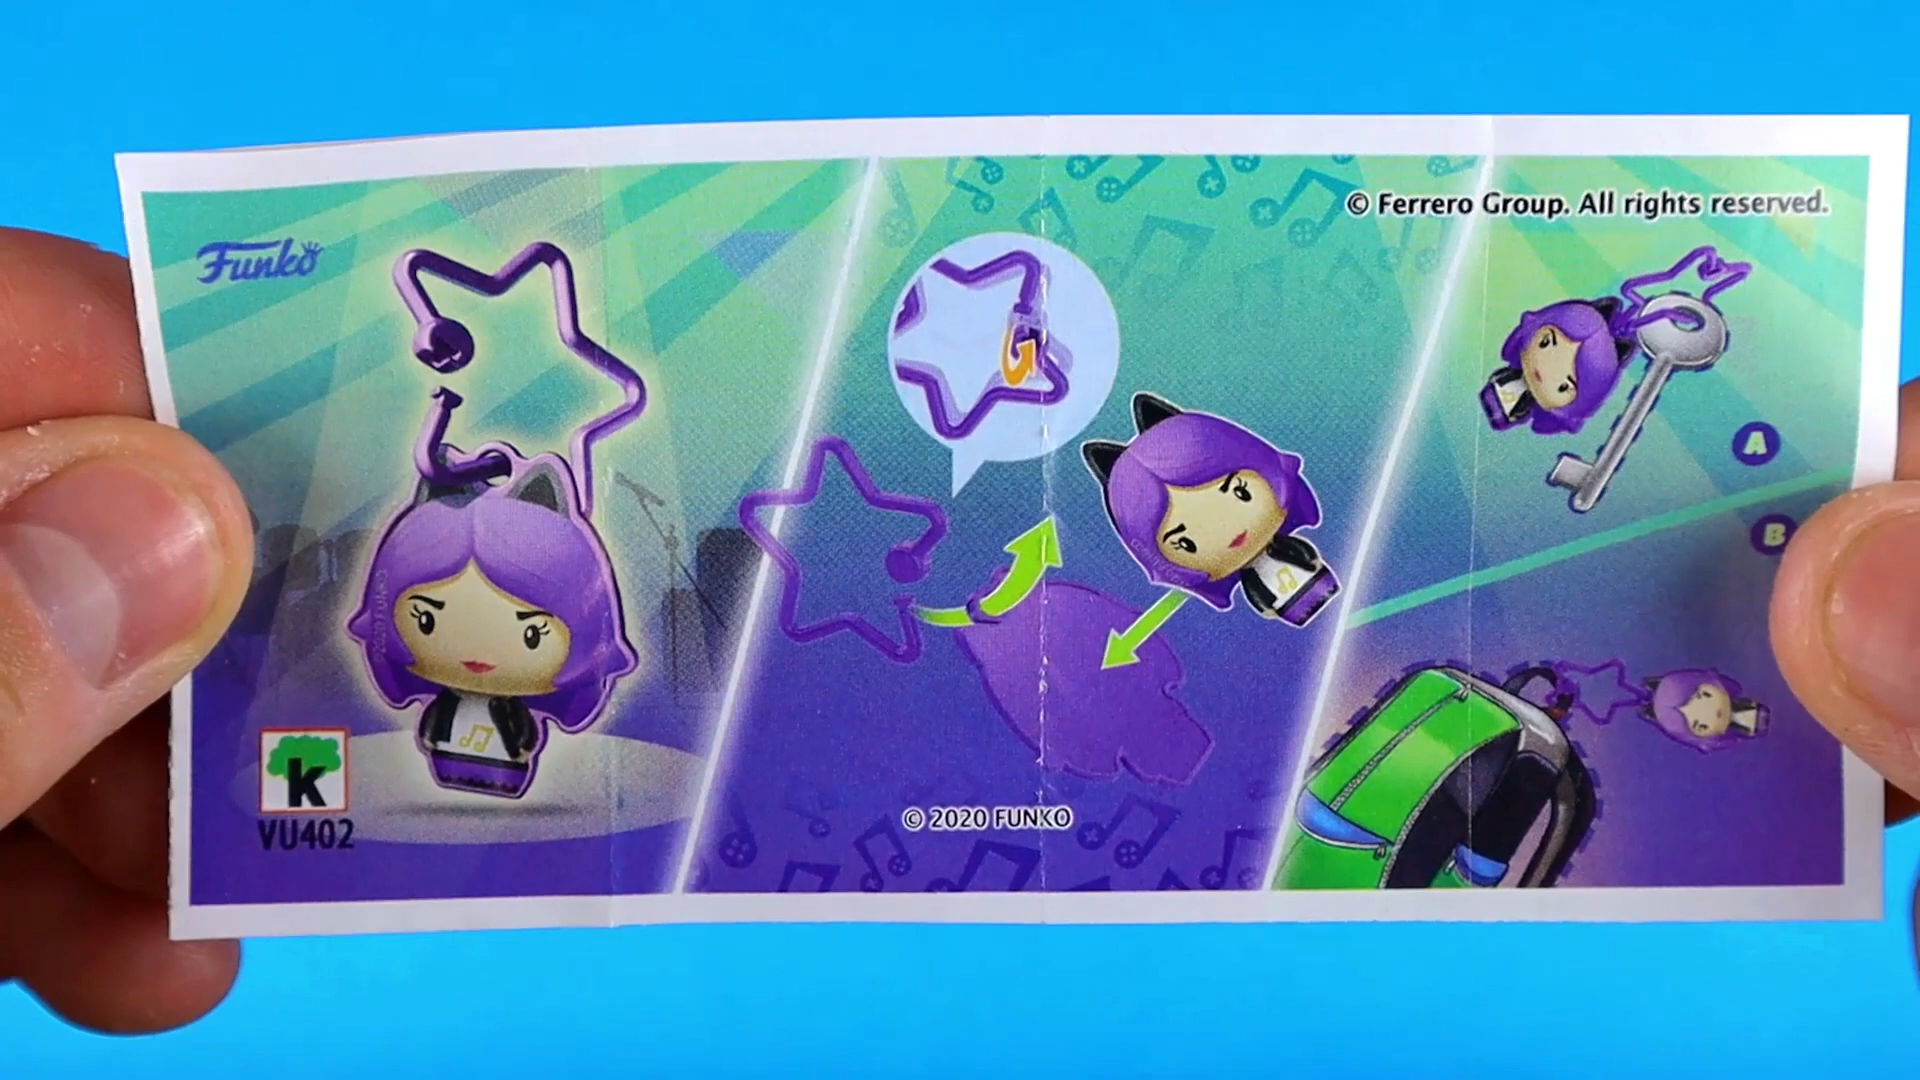 Funko
© Ferrero Group. All rights reserved.
A
B
k
VU402
© 2020 FUNKO